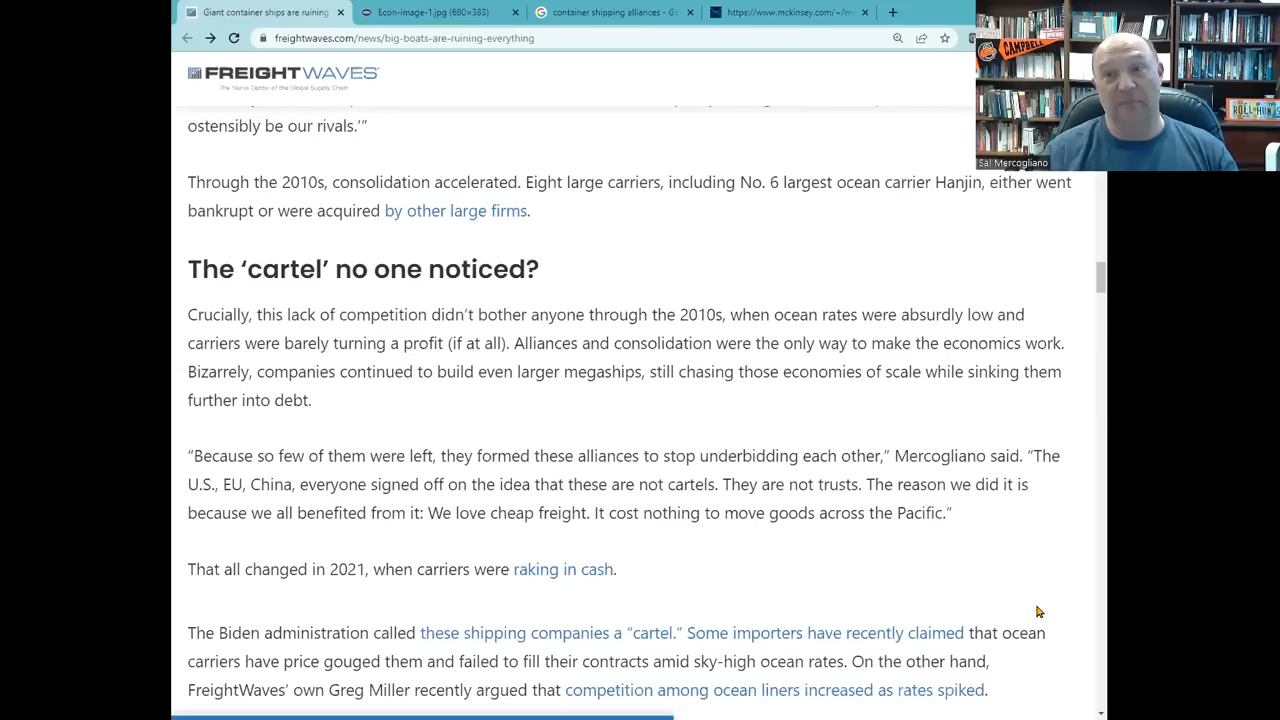 Giant container ships are ruining
Econ-image-1.jpg (680×383)
container shipping alliances - Go
https://www.mckinsey.com/~/m
freightwaves.com/news/big-boats-are-ruining-everything
FREIGHTWAVES
The Nerve Center of the Global Supply Chain
CAMPBELL
ROLL HUMPS
Sal Mercogliano
ostensibly be our rivals.'”
Through the 2010s, consolidation accelerated. Eight large carriers, including No. 6 largest ocean carrier Hanjin, either went
bankrupt or were acquired by other large firms.
The ‘cartel’ no one noticed?
Crucially, this lack of competition didn’t bother anyone through the 2010s, when ocean rates were absurdly low and
carriers were barely turning a profit (if at all). Alliances and consolidation were the only way to make the economics work.
Bizarrely, companies continued to build even larger megaships, still chasing those economies of scale while sinking them
further into debt.
“Because so few of them were left, they formed these alliances to stop underbidding each other,” Mercogliano said. “The
U.S., EU, China, everyone signed off on the idea that these are not cartels. They are not trusts. The reason we did it is
because we all benefited from it: We love cheap freight. It cost nothing to move goods across the Pacific.”
That all changed in 2021, when carriers were raking in cash.
The Biden administration called these shipping companies a “cartel.” Some importers have recently claimed that ocean
carriers have price gouged them and failed to fill their contracts amid sky-high ocean rates. On the other hand,
FreightWaves’ own Greg Miller recently argued that competition among ocean liners increased as rates spiked.